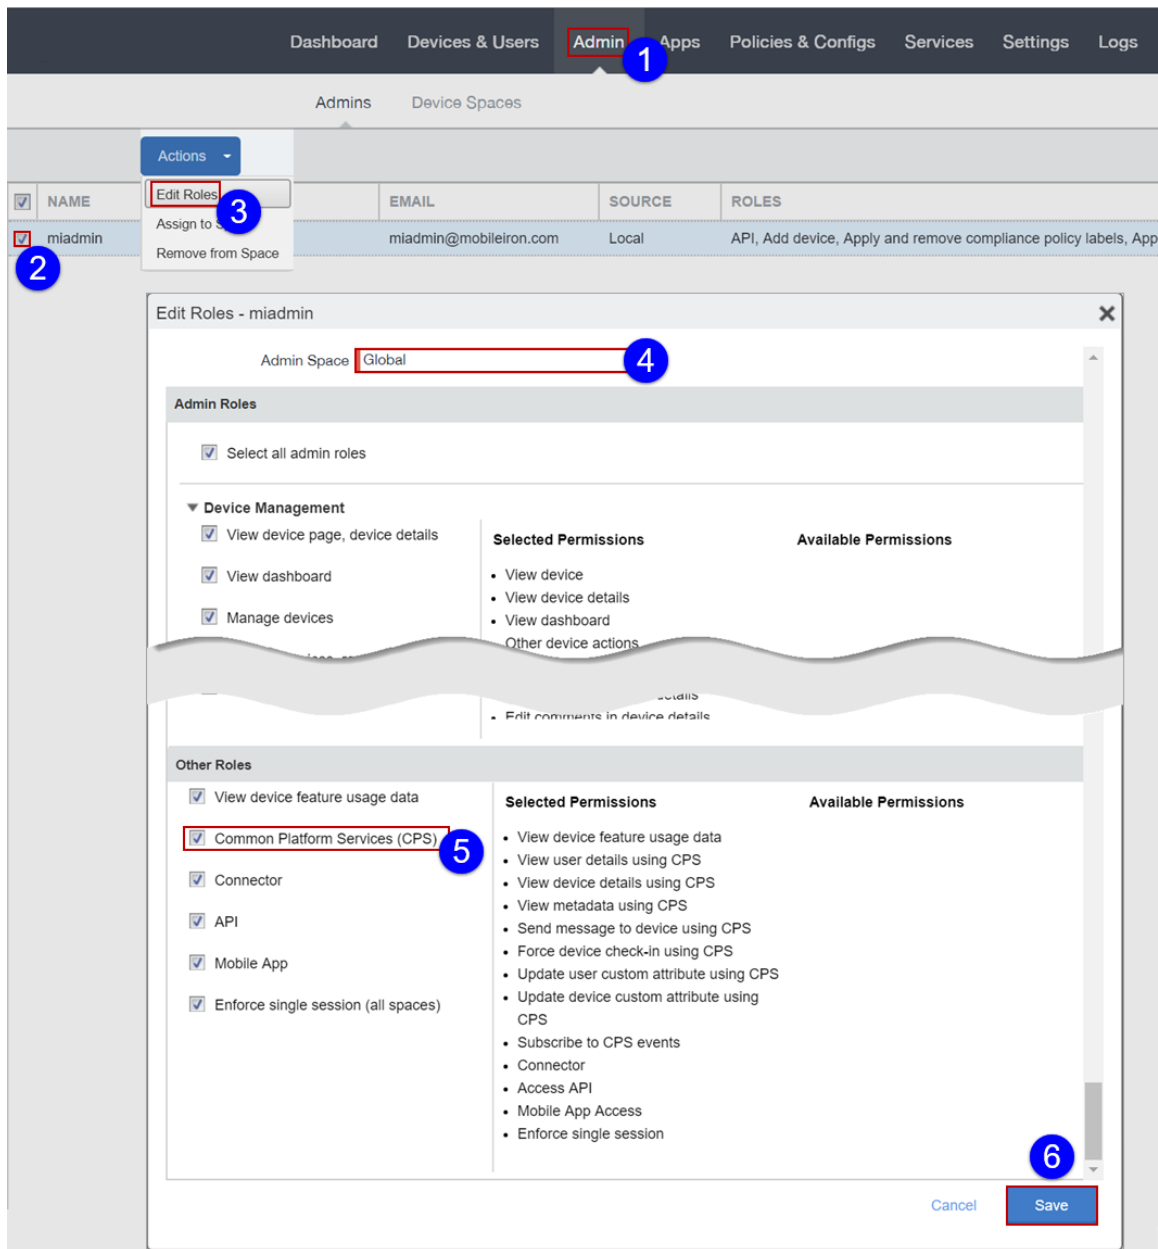 Dashboard Devices & Users Admin Apps Policies & Configs Services Settings Logs
1
Admins Device Spaces
Actions
NAME EMAIL SOURCE ROLES
Edit Roles
3
Assign to
miadmin miadmin@mobileiron.com Local API, Add device, Apply and remove compliance policy labels, App
2
Remove from Space
Edit Roles - miadmin
Admin Space Global
4
Admin Roles
Select all admin roles
Device Management
View device page, device details
Selected Permissions Available Permissions
View dashboard
• View device
• View device details
Manage devices
• View dashboard
Other device actions
details
• Edit comments in device details
Other Roles
View device feature usage data
Selected Permissions Available Permissions
Common Platform Services (CPS)
5
• View device feature usage data
• View user details using CPS
Connector
• View device details using CPS
• View metadata using CPS
API
• Send message to device using CPS
• Force device check-in using CPS
Mobile App
• Update user custom attribute using CPS
• Update device custom attribute using
CPS
Enforce single session (all spaces)
• Subscribe to CPS events
• Connector
• Access API
• Mobile App Access
• Enforce single session
6
Cancel Save